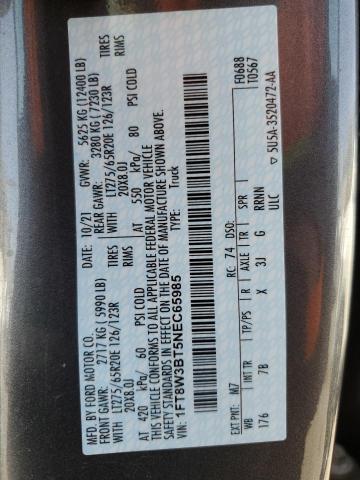 MFD. BY FORD MOTOR CO.
DATE: 10/21 GVWR: 5625 KG (12400 LB)
FRONT GAWR: 2717 KG (5990 LB) REAR GAWR: 3280 KG (7230 LB)
WITH LT275/65R20E 126/123R TIRES WITH LT275/65R20E 126/123R TIRES
20X8.0J RIMS 20X8.0J RIMS
AT 420 kPa/ 60 PSI COLD AT 550 kPa/ 80 PSI COLD
THIS VEHICLE CONFORMS TO ALL APPLICABLE FEDERAL MOTOR VEHICLE
SAFETY STANDARDS IN EFFECT ON THE DATE OF MANUFACTURE SHOWN ABOVE.
VIN: 1FT8W3BT5NEC65985
TYPE: Truck
F0688
T0567
EXT PNT: M7 RC: 74 DSO:
WB BRK INT TR TP/PS R AXLE TR SPR
176 7B X 3J G RRNN
ULC
5U5A-3520472-AA